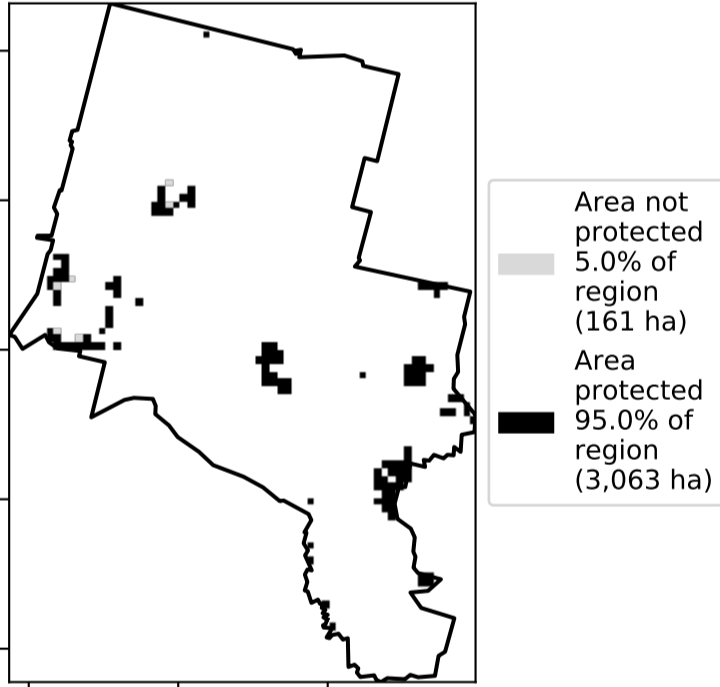 Area not
protected
5.0% of
region
(161 ha)
Area
protected
95.0% of
region
(3,063 ha)